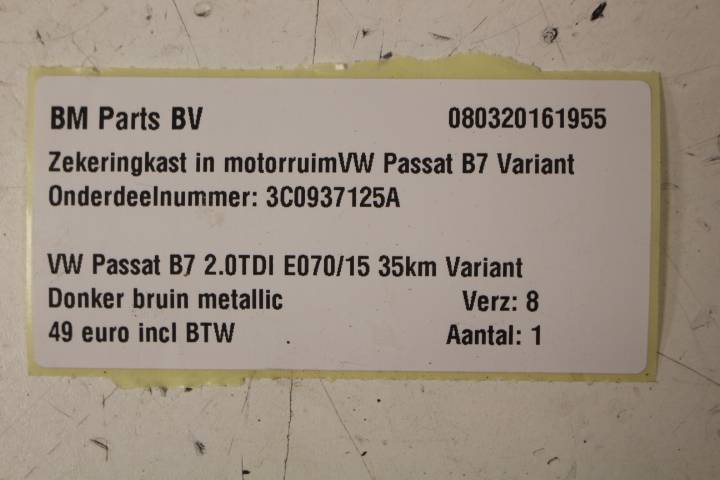 BM Parts BV 080320161955
Zekeringkast in motorruimVW Passat B7 Variant
Onderdeelnummer: 3C0937125A
VW Passat B7 2.0TDI E070/15 35km Variant
Donker bruin metallic Verz: 8
49 euro incl BTW Aantal: 1